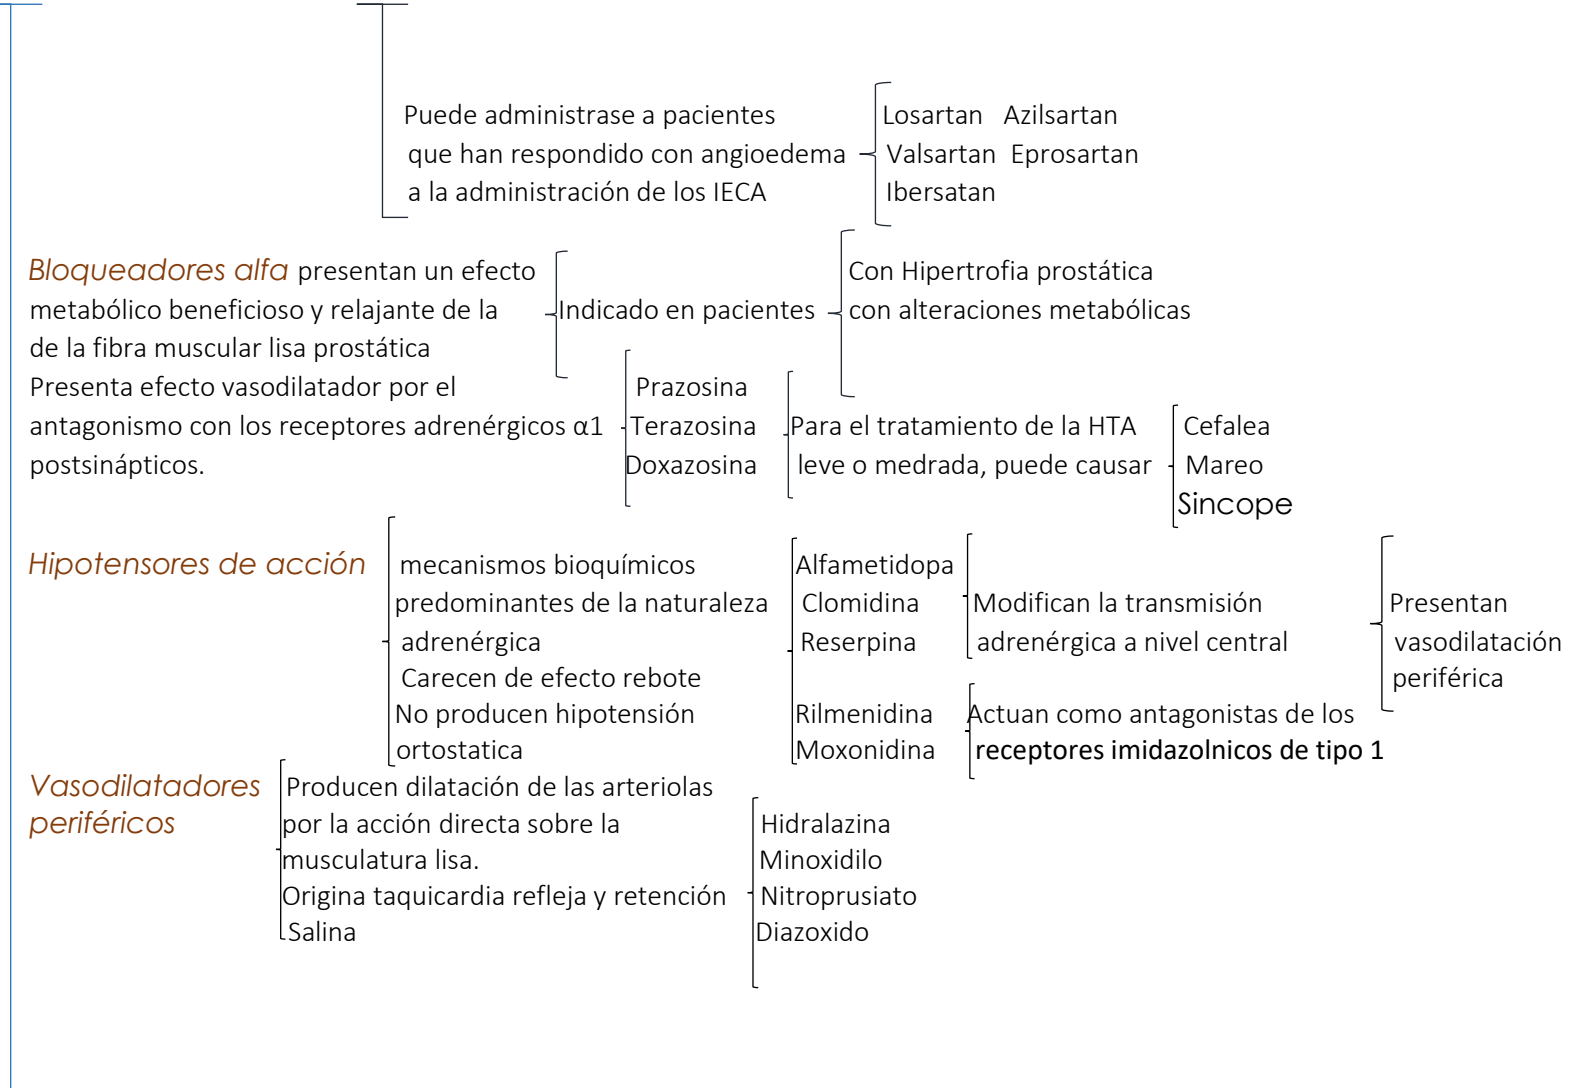 Puede administrase a pacientes
que han respondido con angioedema
a la administración de los IECA
Losartan Azilsartan
Valsartan Eprosartan
Ibersatan
Bloqueadores alfa presentan un efecto
metabólico beneficioso y relajante de la
de la fibra muscular lisa prostática
Indicado en pacientes
Con Hipertrofia prostática
con alteraciones metabólicas
Presenta efecto vasodilatador por el
antagonismo con los receptores adrenérgicos α1
postsinápticos.
Prazosina
Terazosina
Doxazosina
Para el tratamiento de la HTA
leve o medrada, puede causar
Cefalea
Mareo
Sincope
Hipotensores de acción
mecanismos bioquímicos
predominantes de la naturaleza
adrenérgica
Carecen de efecto rebote
No producen hipotensión
ortostatica
Alfametidopa
Clomidina
Reserpina
Modifican la transmisión
adrenérgica a nivel central
Presentan
vasodilatación
periférica
Rilmenidina
Moxonidina
Actuan como antagonistas de los
receptores imidazolnicos de tipo 1
Vasodilatadores
periféricos
Producen dilatación de las arteriolas
por la acción directa sobre la
musculatura lisa.
Origina taquicardia refleja y retención
Salina
Hidralazina
Minoxidilo
Nitroprusiato
Diazoxido